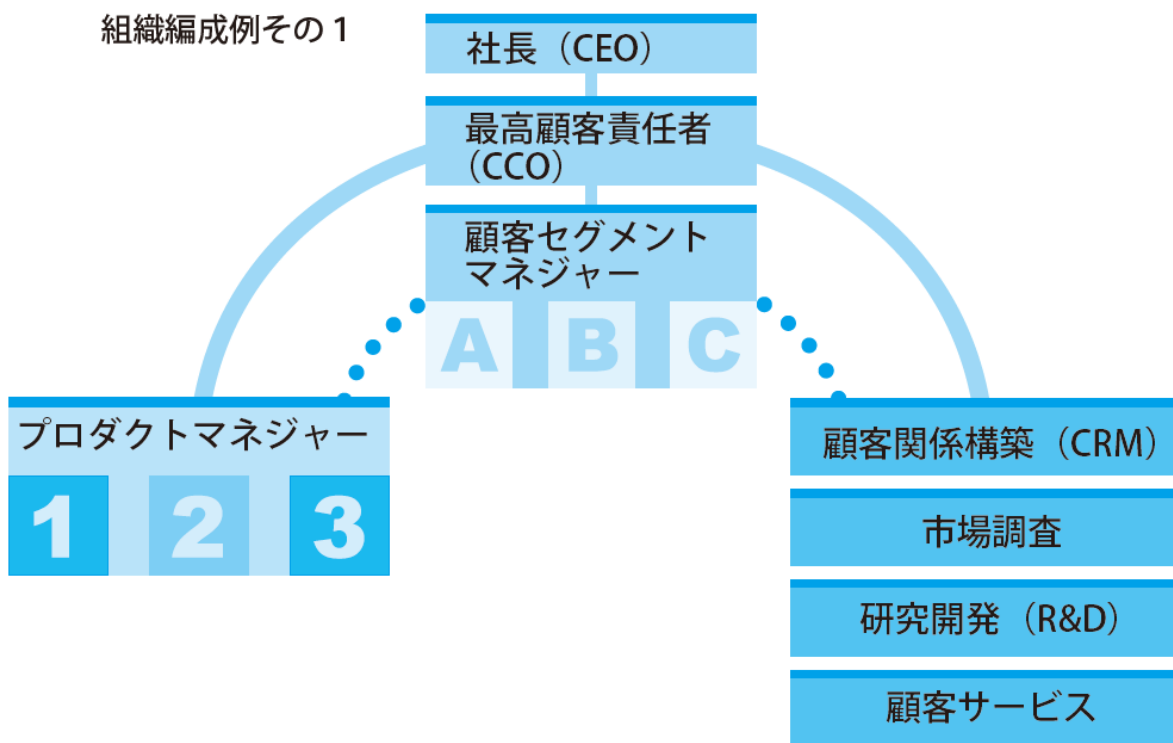 組織編成例その 1
社長（CEO）
最高顧客責任者
（CCO）
顧客セグメント
マネジャー
A B C
プロダクトマネジャー
1 2 3
顧客関係構築（CRM）
市場調査
研究開発（R&D）
顧客サービス